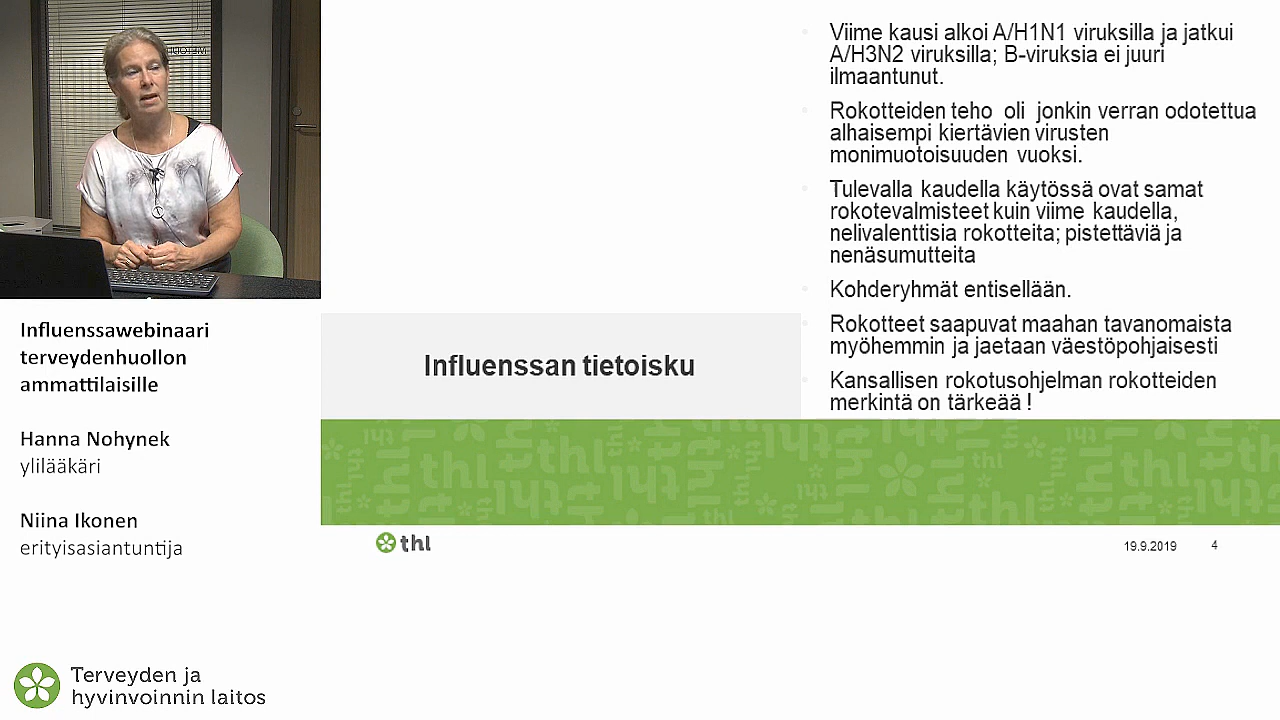 Influenssawebinaari
terveydenhuollon
ammattilaisille
Hanna Nohynek
ylilääkäri
Niina Ikonen
erityisasiantuntija
Terveyden ja
hyvinvoinnin laitos
Influenssan tietoisku
Viime kausi alkoi A/H1N1 viruksilla ja jatkui
A/H3N2 viruksilla; B-viruksia ei juuri
ilmaantunut.
Rokotteiden teho oli jonkin verran odotettua
alhaisempi kiertävien virusten
monimuotoisuuden vuoksi.
Tulevalla kaudella käytössä ovat samat
rokotevalmisteet kuin viime kaudella,
nelivalenttisia rokotteita; pistettäviä ja
nenäsumutteita
Kohderyhmät entisellään.
Rokotteet saapuvat maahan tavanomaista
myöhemmin ja jaetaan väestöpohjaisesti
Kansallisen rokotusohjelman rokotteiden
merkintä on tärkeää !
thl
19.9.2019 4